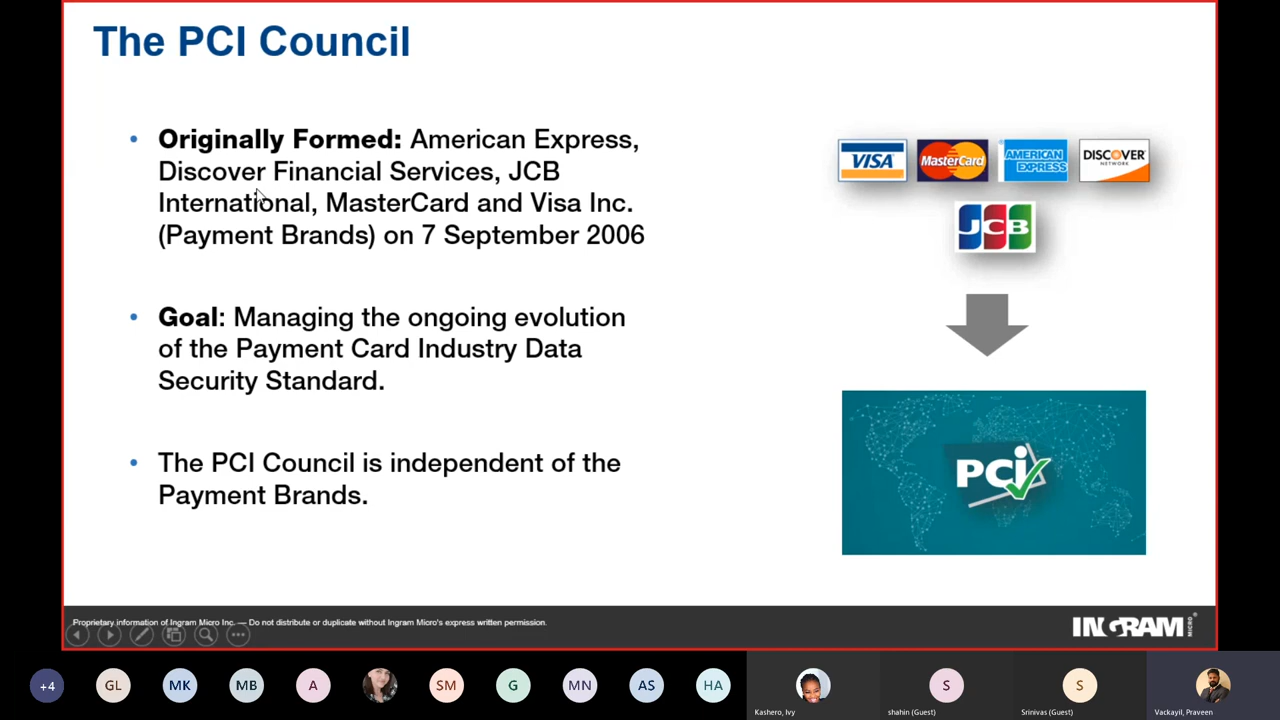 The PCI Council
• Originally Formed: American Express,
Discover Financial Services, JCB
International, MasterCard and Visa Inc.
(Payment Brands) on 7 September 2006
• Goal: Managing the ongoing evolution
of the Payment Card Industry Data
Security Standard.
• The PCI Council is independent of the
Payment Brands.
VISA MasterCard AMERICAN EXPRESS DISCOVER NETWORK
JCB
PCi
Proprietary information of Ingram Micro Inc. — Do not distribute or duplicate without Ingram Micro's express written permission.
INGRAM MICRO
+4 GL MK MB A SM G MN AS HA S S
Kashero, Ivy shahin (Guest) Srinivas (Guest) Vackayil, Praveen